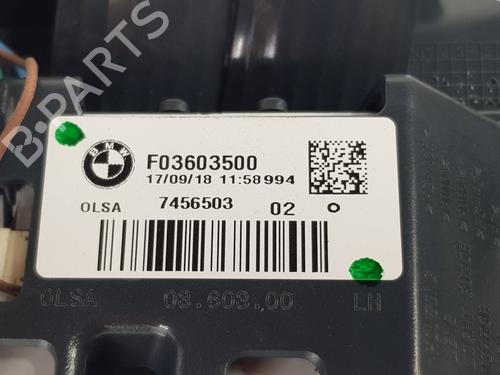 BMW
F03603500
17/09/18 11:58994
OLSA 7456503 02 O
OLSA 03.603.00 LH
B-PARTS